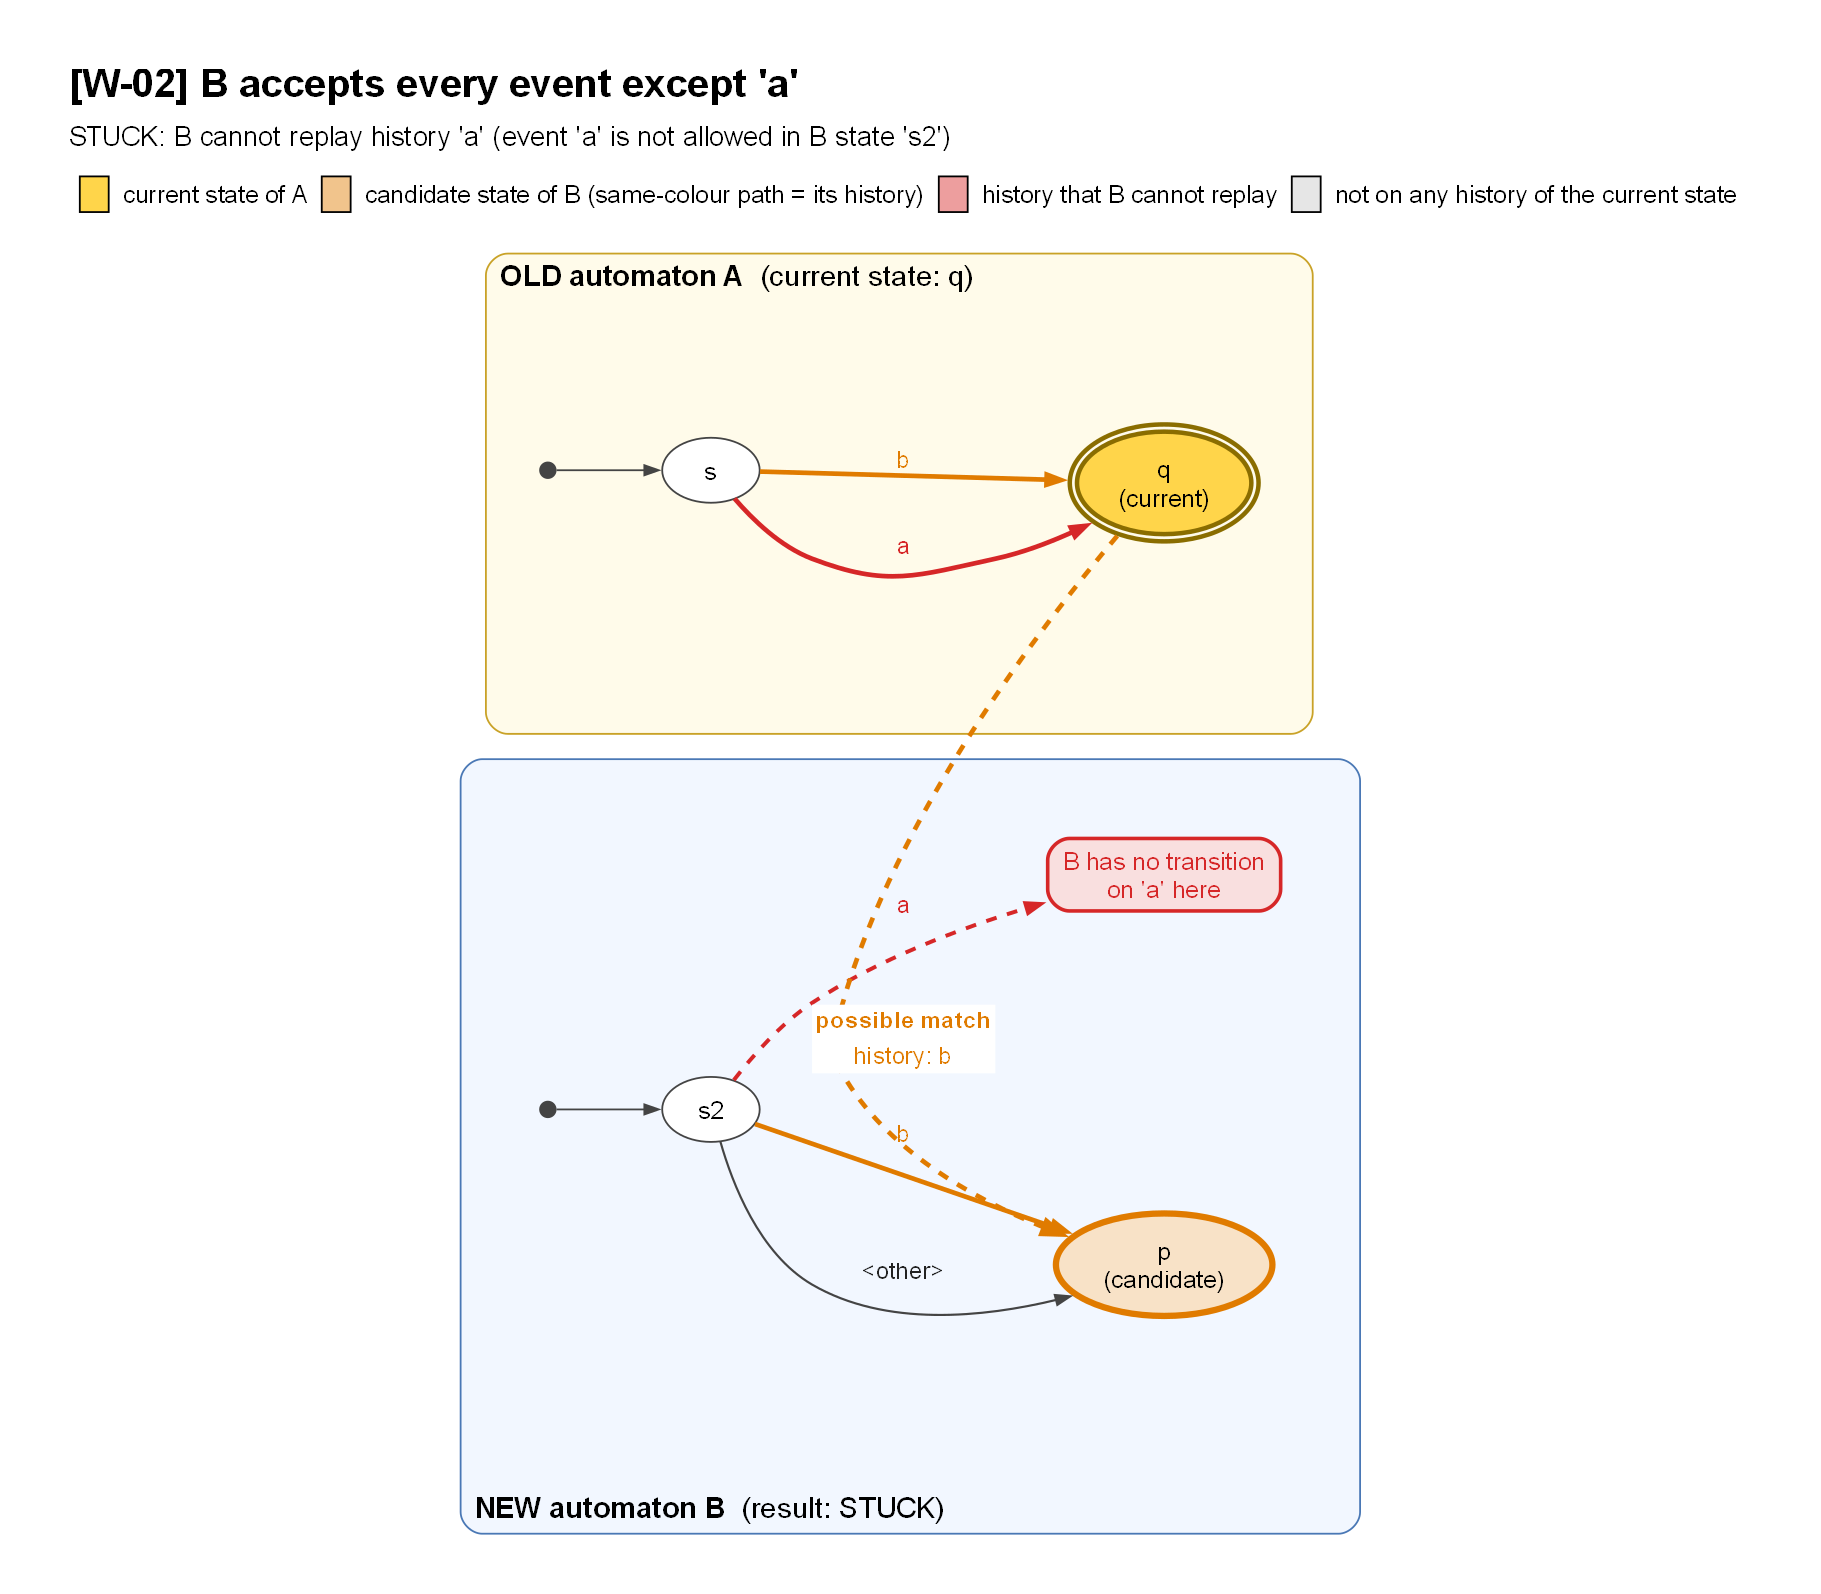 [W-02] B accepts every event except 'a'
STUCK: B cannot replay history 'a' (event 'a' is not allowed in B state 's2')
current state of A
candidate state of B (same-colour path = its history)
history that B cannot replay
not on any history of the current state
OLD automaton A (current state: q)
s
b
q
(current)
a
B has no transition
on 'a' here
a
possible match
history: b
s2
b
p
(candidate)
<other>
NEW automaton B (result: STUCK)